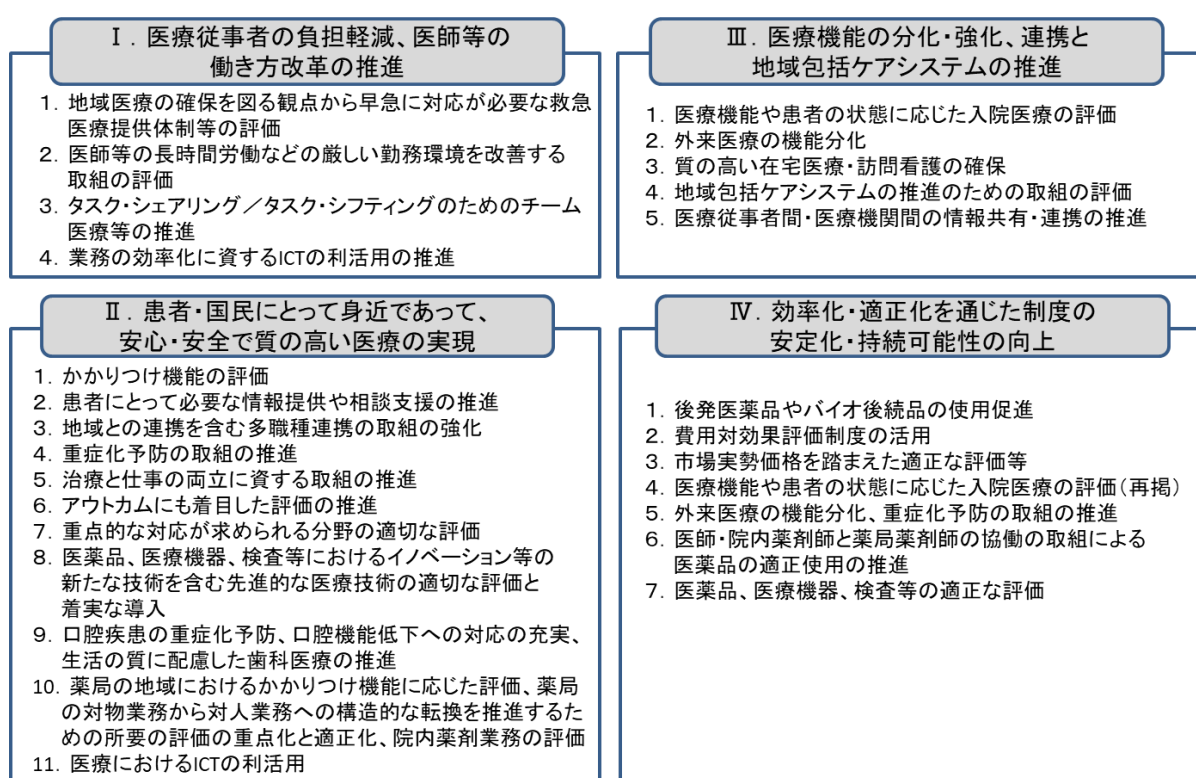 Ⅰ．医療従事者の負担軽減、医師等の
働き方改革の推進
1. 地域医療の確保を図る観点から早急に対応が必要な救急
医療提供体制等の評価
2. 医師等の長時間労働などの厳しい勤務環境を改善する
取組の評価
3. タスク・シェアリング／タスク・シフティングのためのチーム
医療等の推進
4. 業務の効率化に資するICTの利活用の推進
Ⅱ．患者・国民にとって身近であって、
安心・安全で質の高い医療の実現
1. かかりつけ機能の評価
2. 患者にとって必要な情報提供や相談支援の推進
3. 地域との連携を含む多職種連携の取組の強化
4. 重症化予防の取組の推進
5. 治療と仕事の両立に資する取組の推進
6. アウトカムにも着目した評価の推進
7. 重点的な対応が求められる分野の適切な評価
8. 医薬品、医療機器、検査等におけるイノベーション等の
新たな技術を含む先進的な医療技術の適切な評価と
着実な導入
9. 口腔疾患の重症化予防、口腔機能低下への対応の充実、
生活の質に配慮した歯科医療の推進
10. 薬局の地域におけるかかりつけ機能に応じた評価、薬局
の対物業務から対人業務への構造的な転換を推進するた
めの所要の評価の重点化と適正化、院内薬剤業務の評価
11. 医療におけるICTの利活用
Ⅲ．医療機能の分化・強化、連携と
地域包括ケアシステムの推進
1. 医療機能や患者の状態に応じた入院医療の評価
2. 外来医療の機能分化
3. 質の高い在宅医療・訪問看護の確保
4. 地域包括ケアシステムの推進のための取組の評価
5. 医療従事者間・医療機関間の情報共有・連携の推進
Ⅳ．効率化・適正化を通じた制度の
安定化・持続可能性の向上
1. 後発医薬品やバイオ後続品の使用促進
2. 費用対効果評価制度の活用
3. 市場実勢価格を踏まえた適正な評価等
4. 医療機能や患者の状態に応じた入院医療の評価（再掲）
5. 外来医療の機能分化、重症化予防の取組の推進
6. 医師・院内薬剤師と薬局薬剤師の協働の取組による
医薬品の適正使用の推進
7. 医薬品、医療機器、検査等の適正な評価